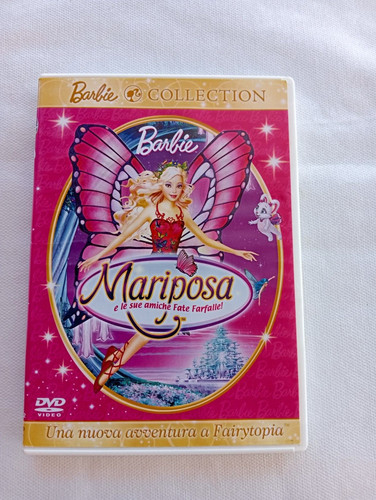 Barbie COLLECTION
Barbie
Mariposa
e le sue amiche Fate Farfalle!
DVD
VIDEO
Una nuova avventura a Fairytopia